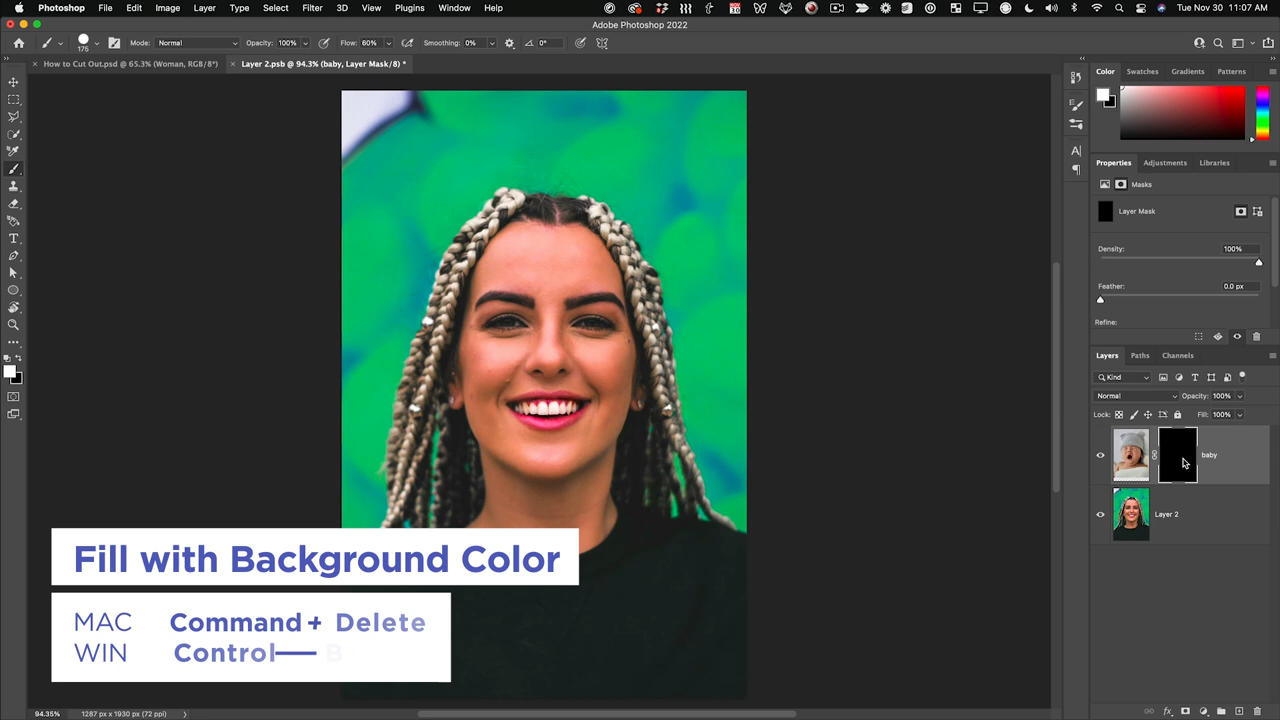 Photoshop File Edit Image Layer Type Select Filter 3D View Plugins Window Help Tue Nov 30 11:07 AM
Adobe Photoshop 2022
175 Mode: Normal Opacity: 100% Flow: 60% Smoothing: 0% 0°
× How to Cut Out.psd @ 65.3% (Woman, RGB/8*) × Layer 2.psb @ 94.3% (baby, Layer Mask/8) *
Color Swatches Gradients Patterns
Properties Adjustments Libraries
Masks
Layer Mask
Density: 100%
Feather: 0.0 px
Refine:
Layers Paths Channels
Kind
Normal Opacity: 100%
Lock: Fill: 100%
baby
Layer 2
Fill with Background Color
MAC Command + Delete
WIN Control B
94.35% 1287 px x 1930 px (72 ppi)